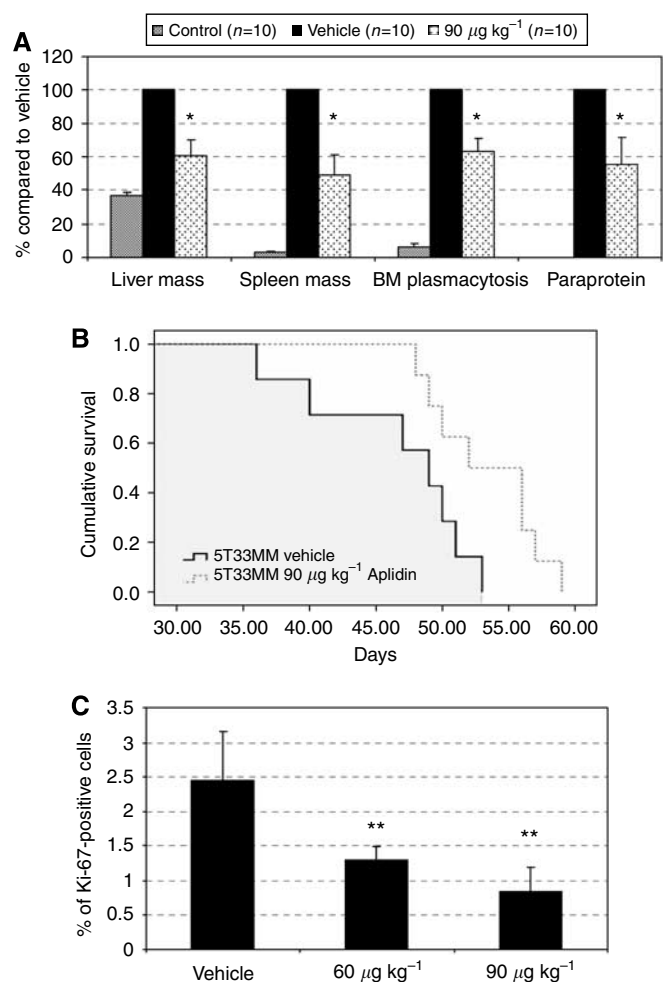 Control (n=10) Vehicle (n=10) 90 μg kg⁻¹ (n=10)
A
% compared to vehicle
120
100
80
60
40
20
0
* * * *
Liver mass Spleen mass BM plasmacytosis Paraprotein
B
Cumulative survival
1.0
0.8
0.6
0.4
0.2
0.0
5T33MM vehicle
5T33MM 90 μg kg⁻¹ Aplidin
30.00 35.00 40.00 45.00 50.00 55.00 60.00
Days
C
% of Ki-67-positive cells
3.5
3
2.5
2
1.5
1
0.5
0
** **
Vehicle 60 μg kg⁻¹ 90 μg kg⁻¹